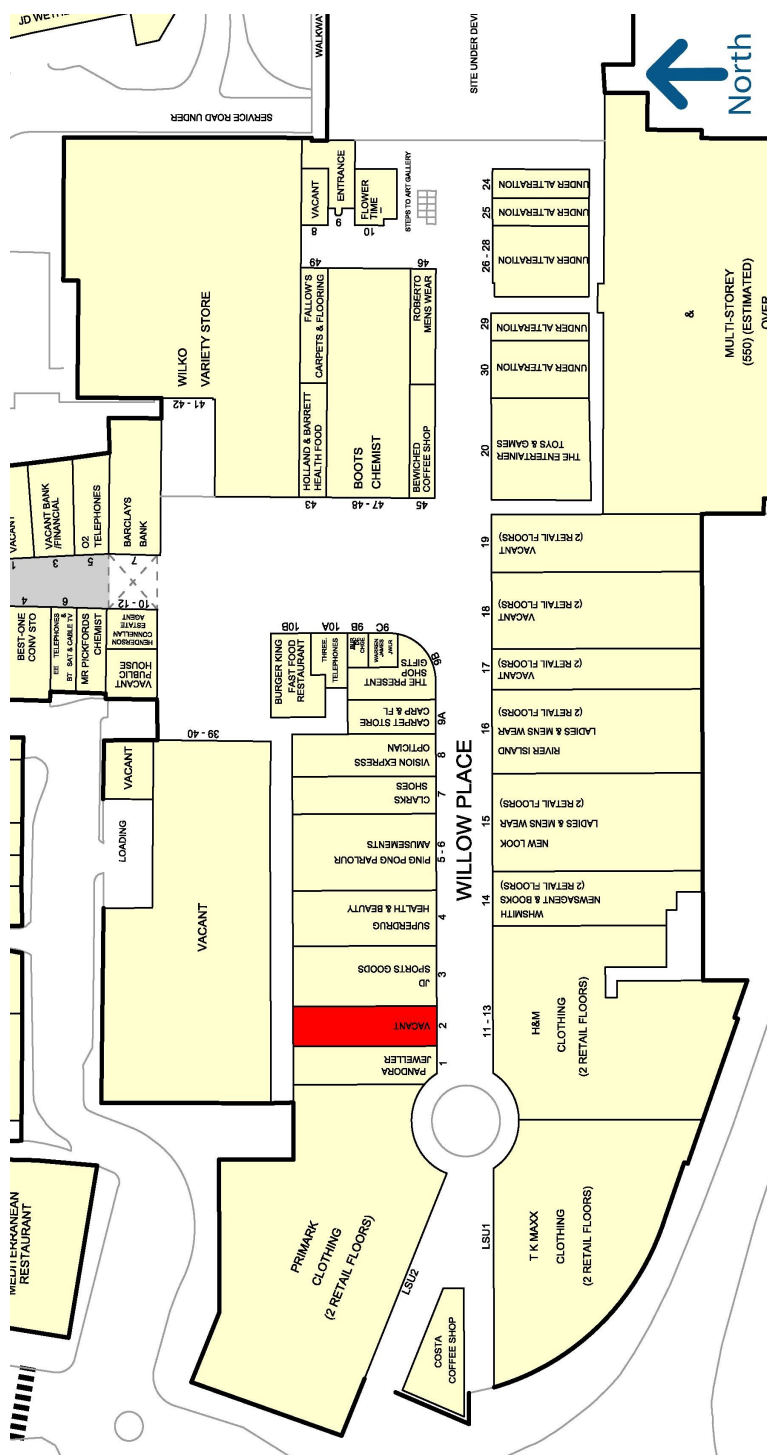 JD WETHE
WALKWAY
SITE UNDER DEVE
North
SERVICE ROAD UNDER
WILKO
VARIETY STORE
41 - 42
VACANT
8
ENTRANCE
9
FLOWER
TIME
10
STEPS TO ART GALLERY
24
UNDER ALTERATION
25
UNDER ALTERATION
26 - 28
UNDER ALTERATION
29
UNDER ALTERATION
30
UNDER ALTERATION
20
THE ENTERTAINER
TOYS & GAMES
&
MULTI-STOREY
(550) (ESTIMATED)
OVER
49
FALLOW'S
CARPETS & FLOORING
46
ROBERTO
MENS WEAR
HOLLAND & BARRETT
HEALTH FOOD
43
BOOTS
CHEMIST
47 - 48
BEWICHED
COFFEE SHOP
45
VACANT
1
VACANT BANK
/FINANCIAL
3
O2
TELEPHONES
5
BARCLAYS
BANK
7
4
BEST-ONE
CONV STO
6
EE TELEPHONES &
BT SAT & CABLE TV
MR PICKFORDS
CHEMIST
10 - 12
HENDERSON
CONNELLAN
ESTATE
AGENT
VACANT
PUBLIC
HOUSE
10B
BURGER KING
FAST FOOD
RESTAURANT
10A
THREE.
TELEPHONES
9B
9C
WARREN
JAMES
JWLR
9B
THE PRESENT
SHOP
GIFTS
9A
CARPET STORE
CARP & FL
19
VACANT
(2 RETAIL FLOORS)
18
VACANT
(2 RETAIL FLOORS)
17
VACANT
(2 RETAIL FLOORS)
16
RIVER ISLAND
LADIES & MENS WEAR
(2 RETAIL FLOORS)
15
NEW LOOK
LADIES & MENS WEAR
(2 RETAIL FLOORS)
14
WHSMITH
NEWSAGENT & BOOKS
(2 RETAIL FLOORS)
WILLOW PLACE
39 - 40
VACANT
LOADING
VACANT
8
VISION EXPRESS
OPTICIAN
7
CLARKS
SHOES
5 - 6
PING PONG PARLOUR
AMUSEMENTS
4
SUPERDRUG
HEALTH & BEAUTY
3
JD
SPORTS GOODS
2
VACANT
1
PANDORA
JEWELLER
11 - 13
H&M
CLOTHING
(2 RETAIL FLOORS)
LSU1
T K MAXX
CLOTHING
(2 RETAIL FLOORS)
PRIMARK
CLOTHING
(2 RETAIL FLOORS)
LSU2
COSTA
COFFEE SHOP
MEDITERRANEAN
RESTAURANT